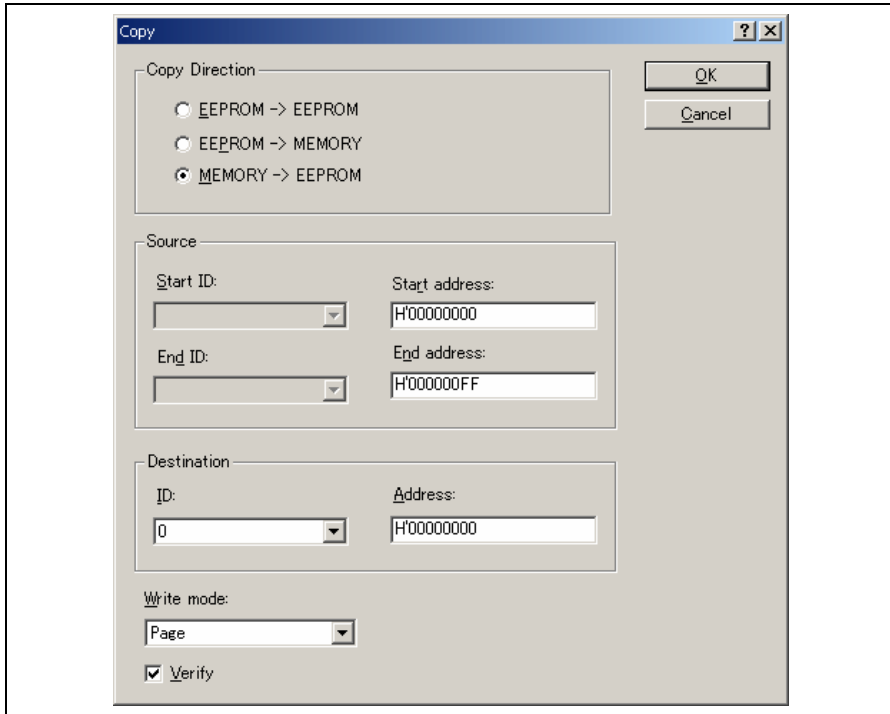 Copy
Copy Direction
EEPROM -> EEPROM
EEPROM -> MEMORY
MEMORY -> EEPROM
OK
Cancel
Source
Start ID:
Start address:
H'00000000
End ID:
End address:
H'000000FF
Destination
ID:
Address:
0
H'00000000
Write mode:
Page
Verify